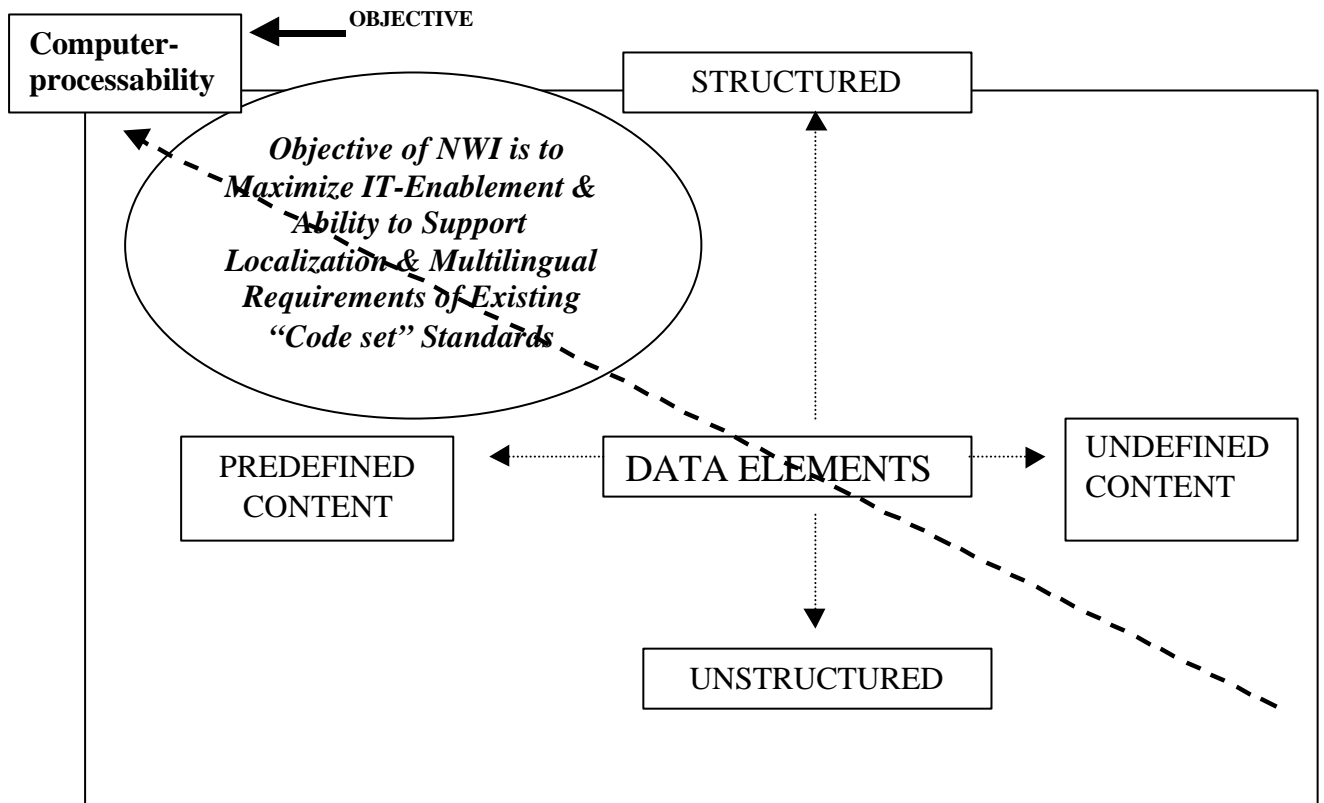 OBJECTIVE
Computer-
processability
STRUCTURED
Objective of NWI is to
Maximize IT-Enablement &
Ability to Support
Localization & Multilingual
Requirements of Existing
“Code set” Standards
PREDEFINED
CONTENT
DATA ELEMENTS
UNDEFINED
CONTENT
UNSTRUCTURED